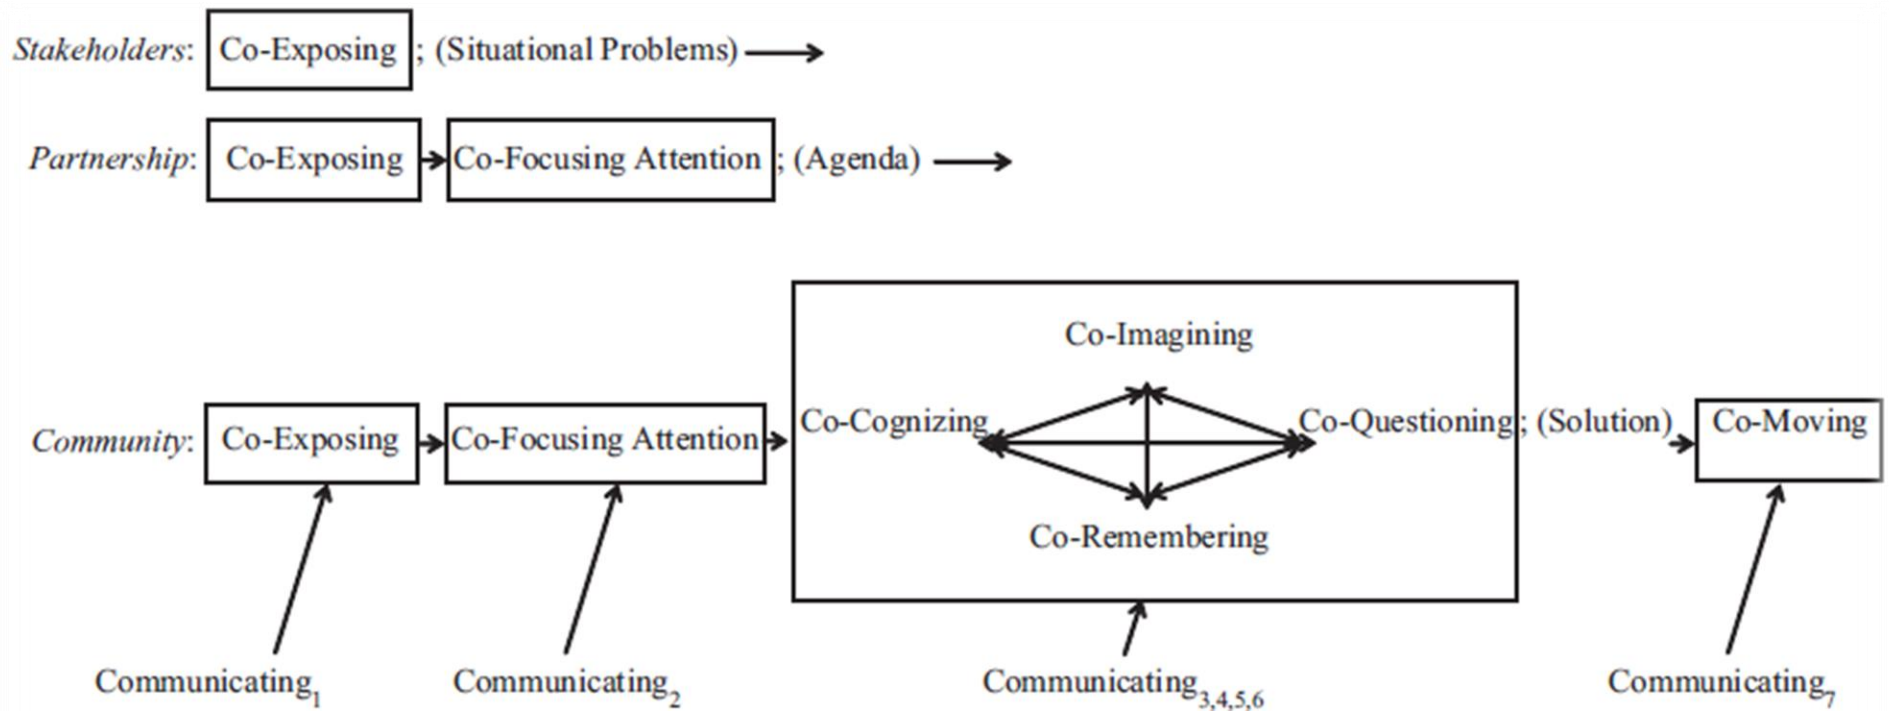 Stakeholders: Co-Exposing ; (Situational Problems)
Partnership: Co-Exposing Co-Focusing Attention ; (Agenda)
Co-Imagining
Co-Cognizing Co-Questioning ; (Solution) Co-Moving
Community: Co-Exposing Co-Focusing Attention
Co-Remembering
Communicating1 Communicating2 Communicating3,4,5,6 Communicating7